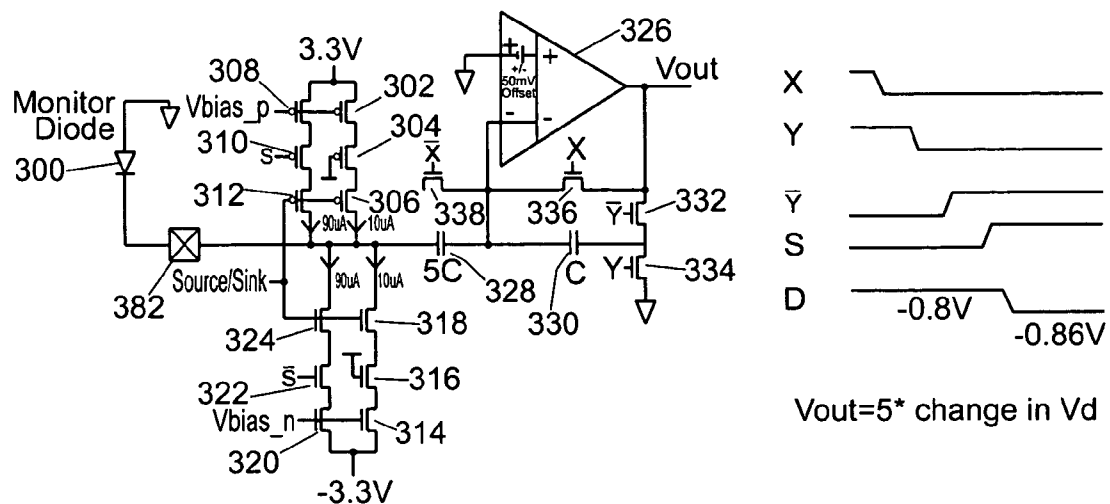 3.3V
308
302
Monitor
Diode
Vbias_p
310
304
S
300
312
306
90uA
10uA
382
Source/Sink
90uA
10uA
324
318
322
S̅
316
Vbias_n
320
314
-3.3V
326
+
+
+/-
50mV
Offset
-
-
Vout
X̅
338
X
336
Y̅
332
5C
328
C
330
Y
334
X
Y
Y̅
S
D
-0.8V
-0.86V
Vout=5* change in Vd